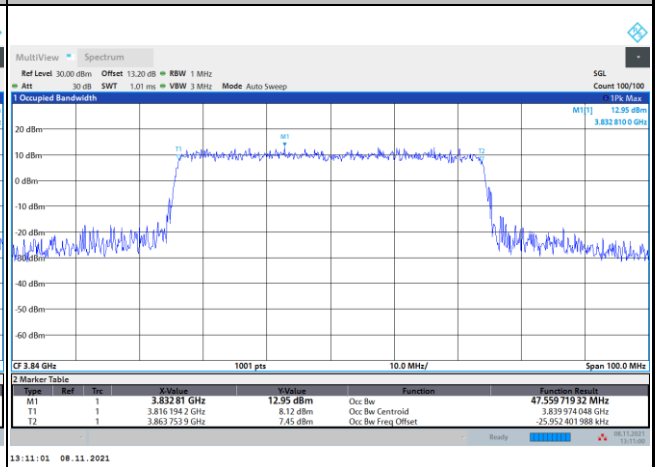 MultiView Spectrum
Ref Level 30.00 dBm Offset 13.20 dB RBW 1 MHz SGL
Att 30 dB SWT 1.01 ms VBW 3 MHz Mode Auto Sweep Count 100/100
1 Occupied Bandwidth 1Pk Max
M1[1] 12.95 dBm
3.832 810 0 GHz
M1
20 dBm
T1 T2
10 dBm
0 dBm
-10 dBm
-20 dBm
-30 dBm
-40 dBm
-50 dBm
-60 dBm
CF 3.84 GHz 1001 pts 10.0 MHz/ Span 100.0 MHz
2 Marker Table
Type Ref Trc X-Value Y-Value Function Function Result
M1 1 3.832 81 GHz 12.95 dBm Occ Bw 47.559 719 32 MHz
T1 1 3.816 194 2 GHz 8.12 dBm Occ Bw Centroid 3.839 974 048 GHz
T2 1 3.863 753 9 GHz 7.45 dBm Occ Bw Freq Offset -25.952 401 988 kHz
Ready 08.11.2021
13:11:00
13:11:01 08.11.2021